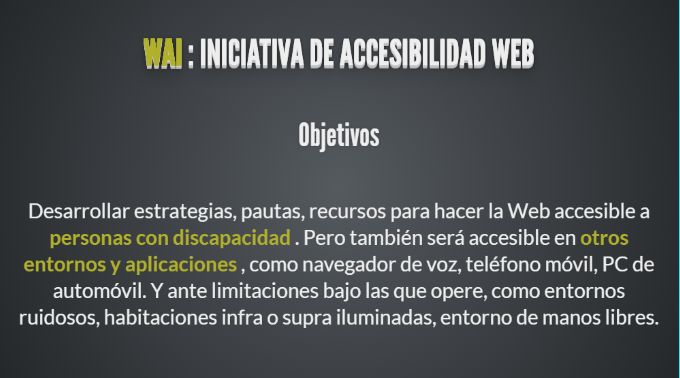 WAI : INICIATIVA DE ACCESIBILIDAD WEB
Objetivos
Desarrollar estrategias, pautas, recursos para hacer la Web accesible a
personas con discapacidad . Pero también será accesible en otros
entornos y aplicaciones , como navegador de voz, teléfono móvil, PC de
automóvil. Y ante limitaciones bajo las que opere, como entornos
ruidosos, habitaciones infra o supra iluminadas, entorno de manos libres.